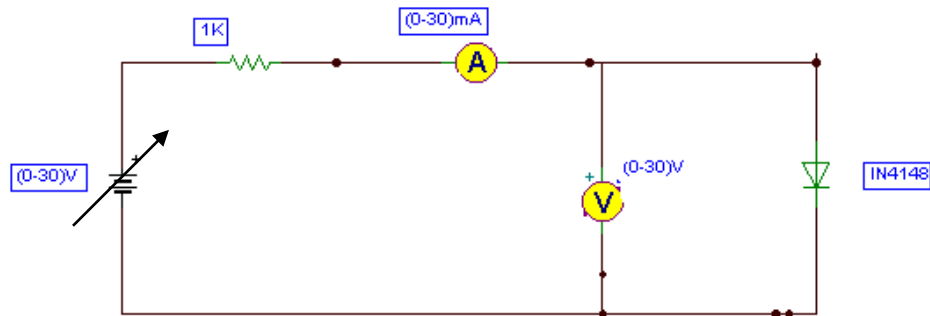 (0-30)mA
1K
A
+
(0-30)V
+
(0-30)V
V
IN4148